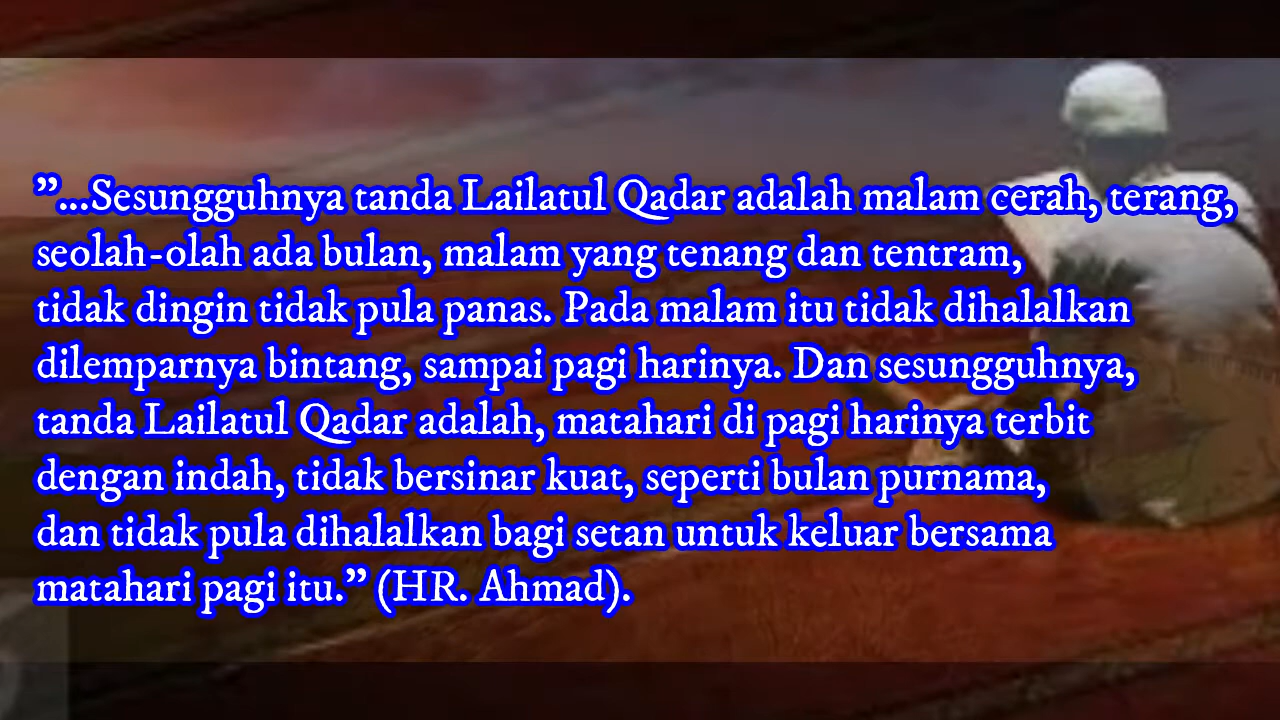 "...Sesungguhnya tanda Lailatul Qadar adalah malam cerah, terang,
seolah-olah ada bulan, malam yang tenang dan tentram,
tidak dingin tidak pula panas. Pada malam itu tidak dihalalkan
dilemparnya bintang, sampai pagi harinya. Dan sesungguhnya,
tanda Lailatul Qadar adalah, matahari di pagi harinya terbit
dengan indah, tidak bersinar kuat, seperti bulan purnama,
dan tidak pula dihalalkan bagi setan untuk keluar bersama
matahari pagi itu." (HR. Ahmad).